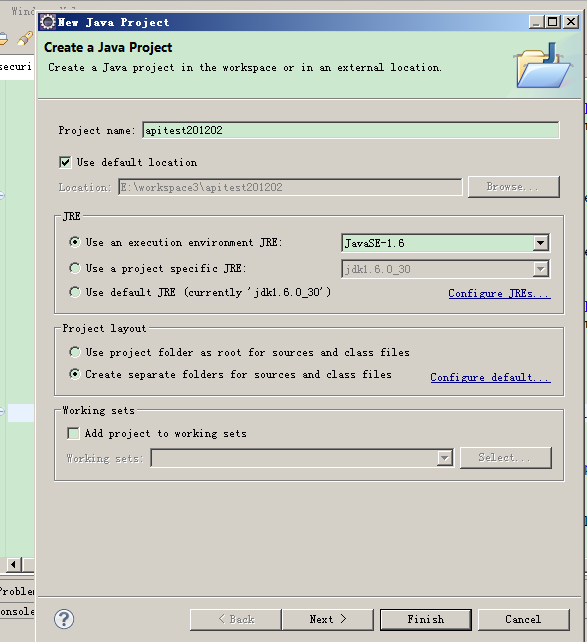 New Java Project
Create a Java Project
Create a Java project in the workspace or in an external location.
securi
Project name: apitest201202
Use default location
Location: E:\workspace3\apitest201202 Browse...
JRE
Use an execution environment JRE: JavaSE-1.6
Use a project specific JRE: jdk1.6.0_30
Use default JRE (currently 'jdk1.6.0_30') Configure JREs...
Project layout
Use project folder as root for sources and class files
Create separate folders for sources and class files Configure default...
Working sets
Add project to working sets
Working sets: Select...
Proble
onsole
? < Back Next > Finish Cancel